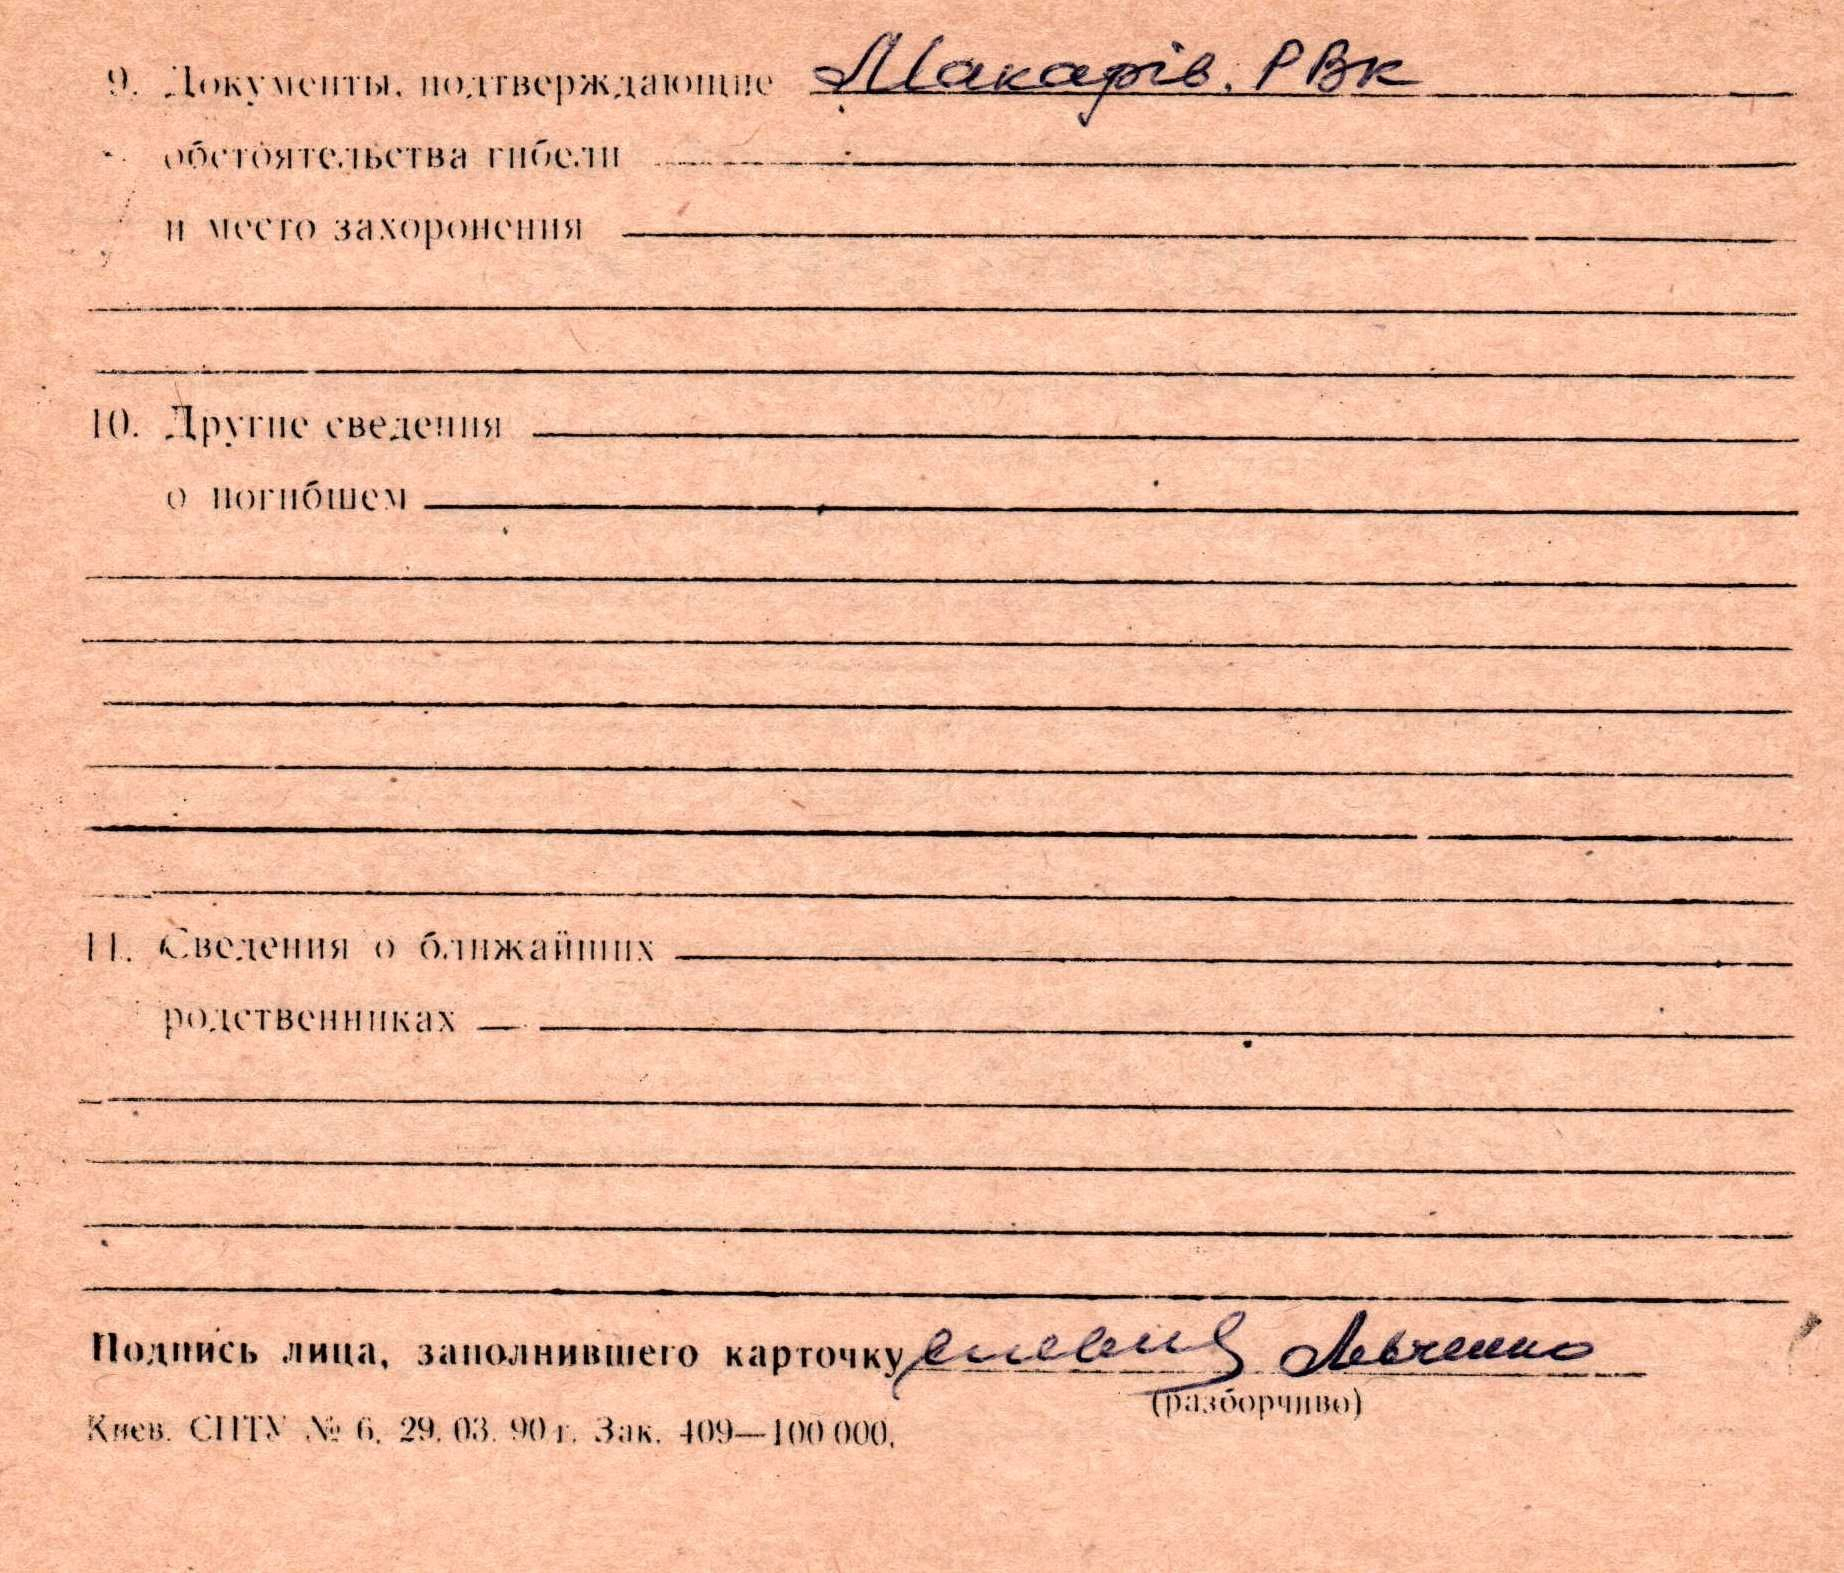 9. Документы, подтверждающие Макарів. РВК
обстоятельства гибели
и место захоронения
10. Другие сведения
о погибшем
11. Сведения о ближайших
родственниках
Подпись лица, заполнившего карточку Левченко
(разборчиво)
Киев. СПТУ № 6. 29. 03. 90 г. Зак. 409—100 000.